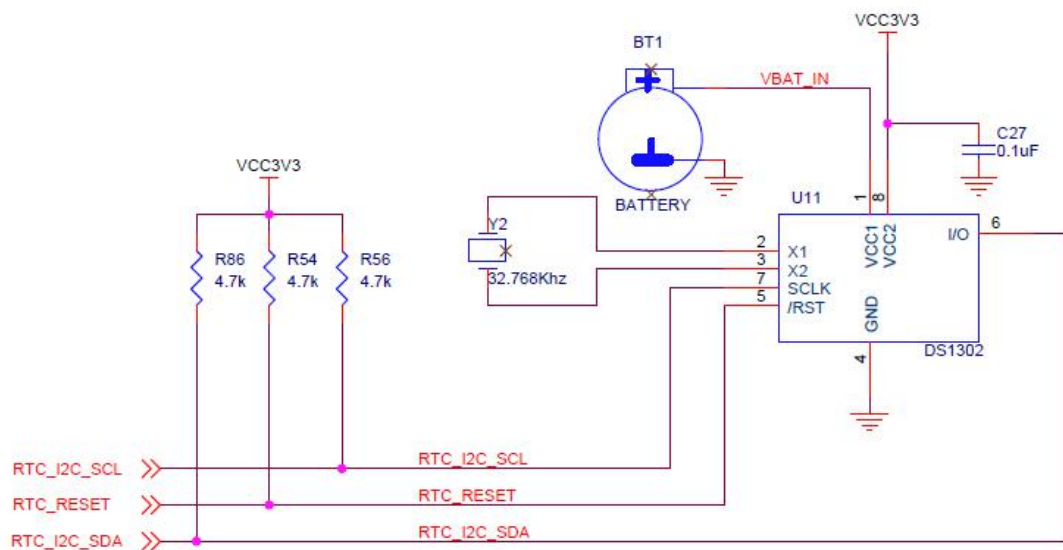 VCC3V3
BT1
VBAT_IN
C27
0.1uF
VCC3V3
BATTERY
U11
1
8
6
Y2
2
X1
VCC1
VCC2
I/O
R86
4.7k
R54
4.7k
R56
4.7k
3
X2
32.768Khz
7
SCLK
5
/RST
GND
4
DS1302
RTC_I2C_SCL
RTC_I2C_SCL
RTC_RESET
RTC_RESET
RTC_I2C_SDA
RTC_I2C_SDA